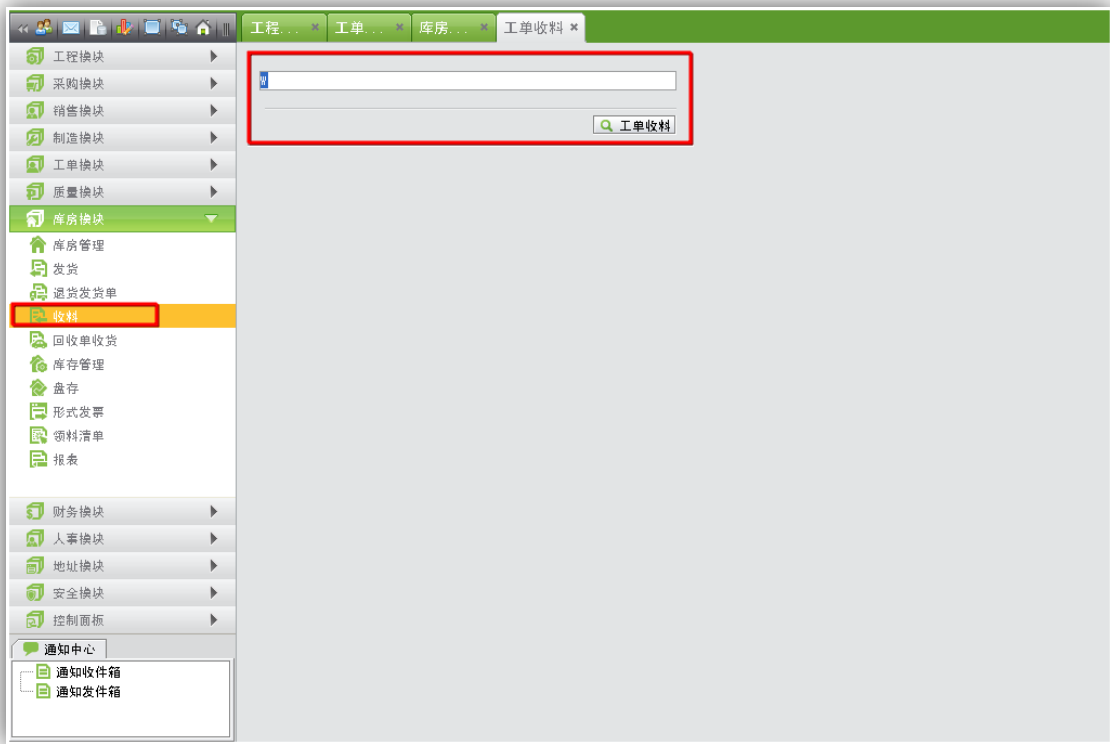 工程... × 工单... × 库房... × 工单收料 ×
工程模块
采购模块
销售模块
制造模块
工单模块
质量模块
库房模块
库房管理
发货
退货发货单
收料
回收单收货
库存管理
盘存
形式发票
领料清单
报表
财务模块
人事模块
地址模块
安全模块
控制面板
通知中心
通知收件箱
通知发件箱
W
工单收料